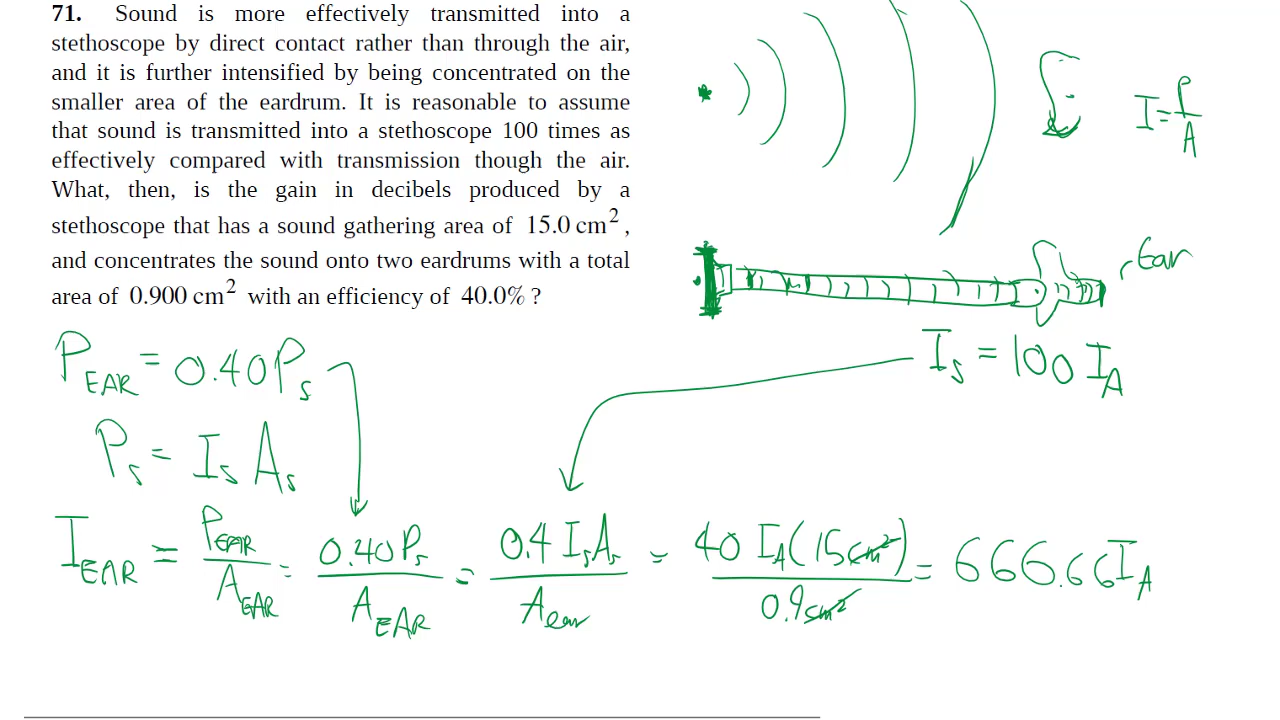 71. Sound is more effectively transmitted into a
stethoscope by direct contact rather than through the air,
and it is further intensified by being concentrated on the
smaller area of the eardrum. It is reasonable to assume
that sound is transmitted into a stethoscope 100 times as
effectively compared with transmission though the air.
What, then, is the gain in decibels produced by a
stethoscope that has a sound gathering area of 15.0 cm²,
and concentrates the sound onto two eardrums with a total
area of 0.900 cm² with an efficiency of 40.0% ?
I = P/A
Ear
I_s = 100 I_A
P_EAR = 0.40 P_s
P_s = I_s A_s
I_EAR = P_EAR/A_EAR = 0.40 P_s/A_EAR = 0.4 I_s A_s/A_ear = 40 I_A (15 cm²)/0.9 cm² = 666.66 I_A